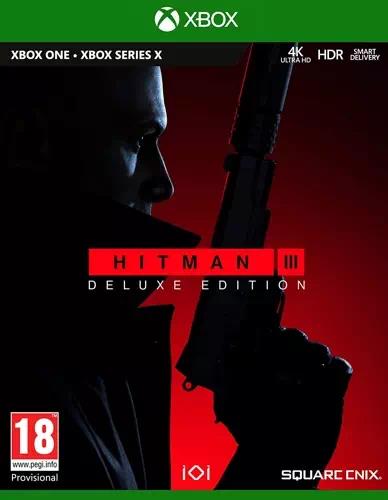 XBOX
XBOX ONE • XBOX SERIES X
4K
ULTRA HD
HDR
SMART
DELIVERY
HITMAN III
DELUXE EDITION
18
www.pegi.info
Provisional
iOi
SQUARE ENIX.